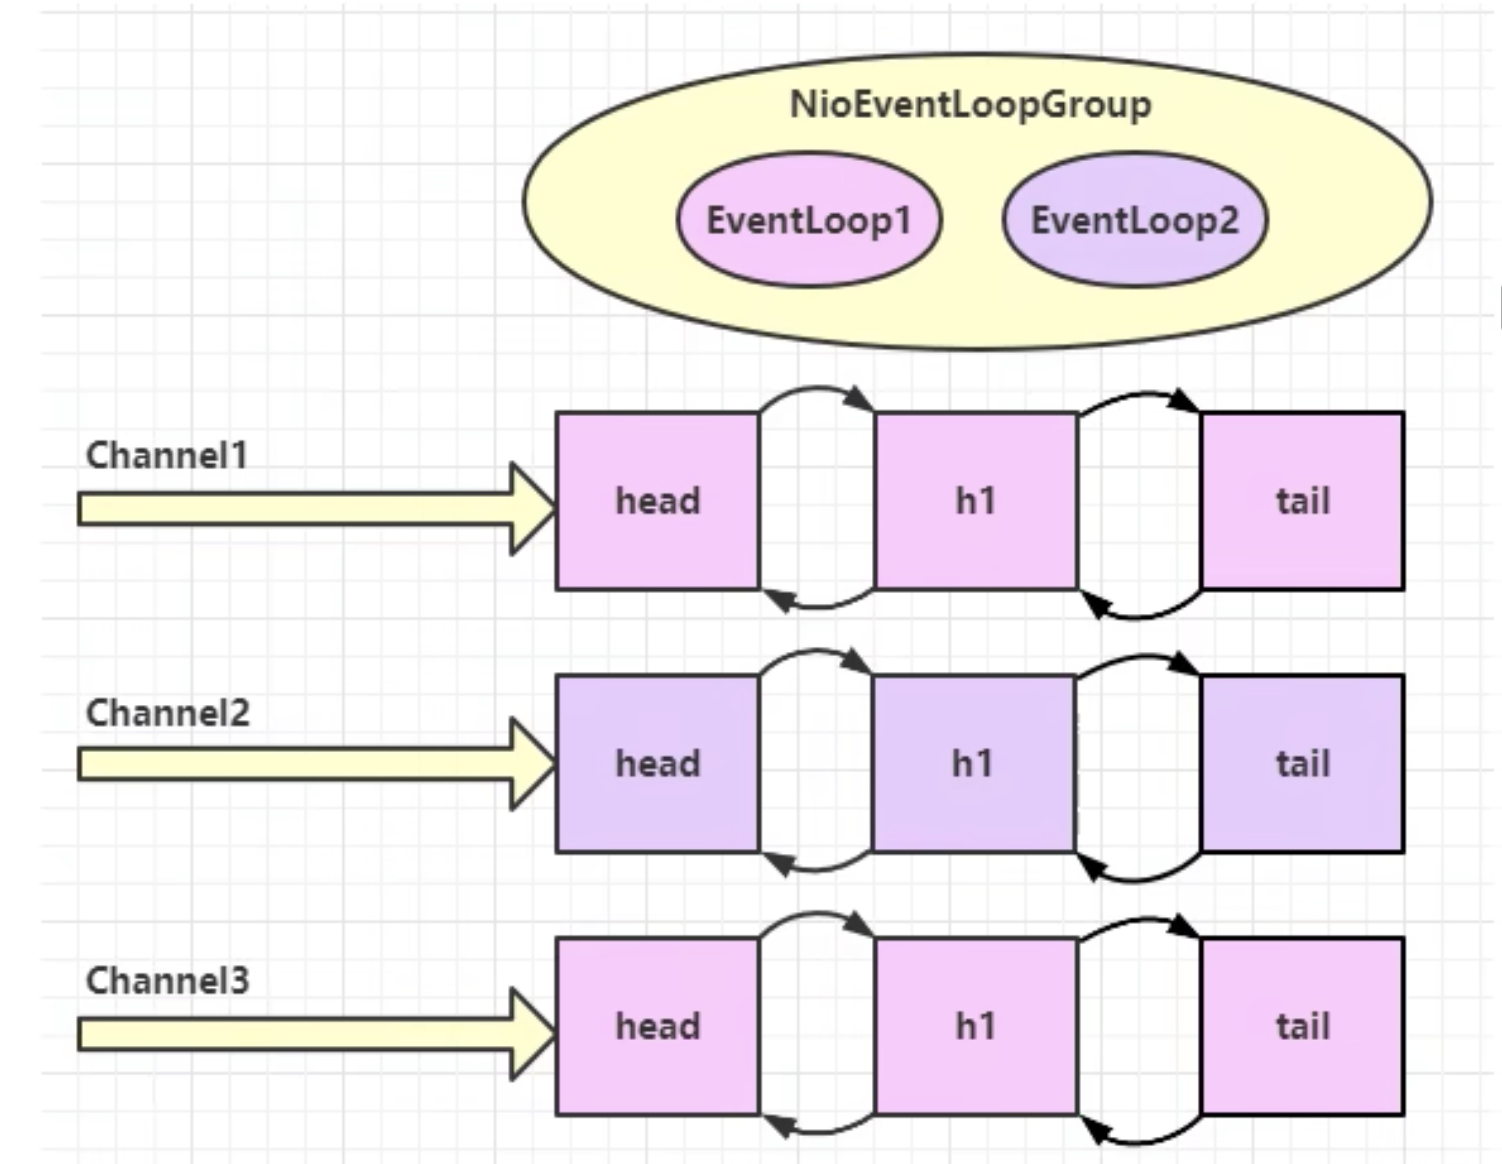 NioEventLoopGroup
EventLoop1 EventLoop2
Channel1
head h1 tail
Channel2
head h1 tail
Channel3
head h1 tail